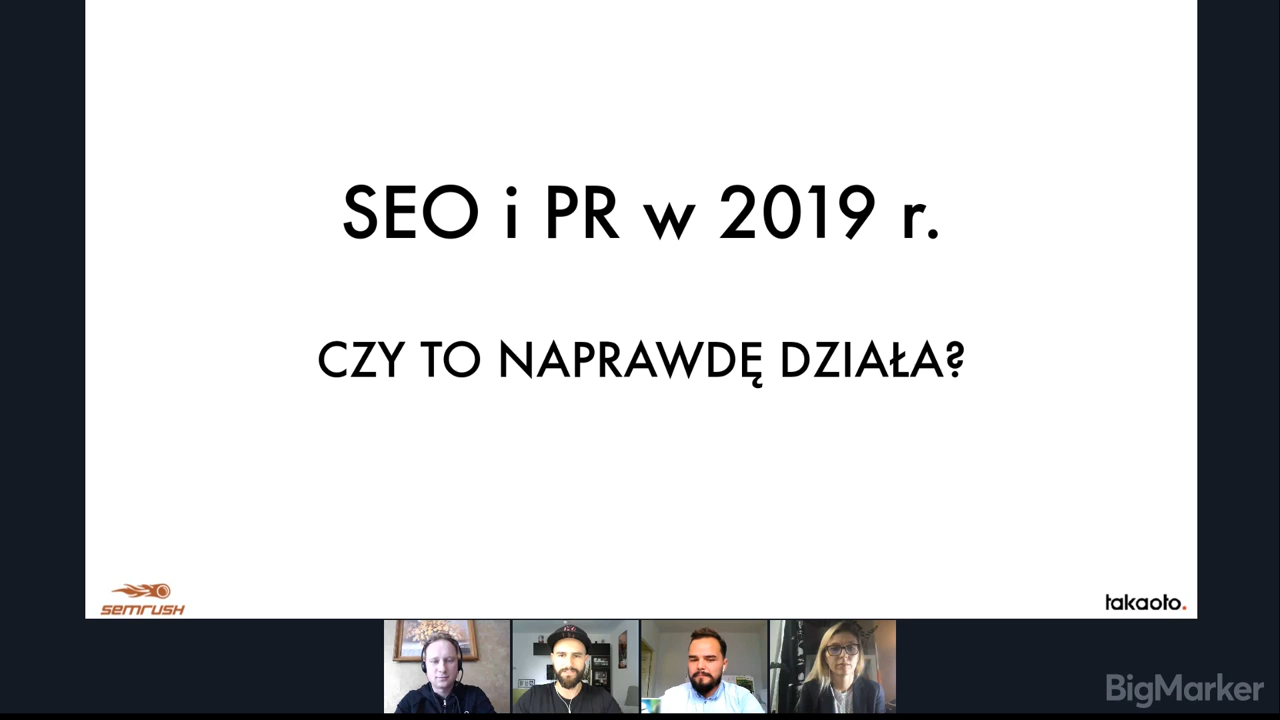 SEO i PR w 2019 r.
CZY TO NAPRAWDĘ DZIAŁA?
semrush
takaoto.
BigMarker